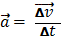 a⃗ = Δv⃗ / Δt